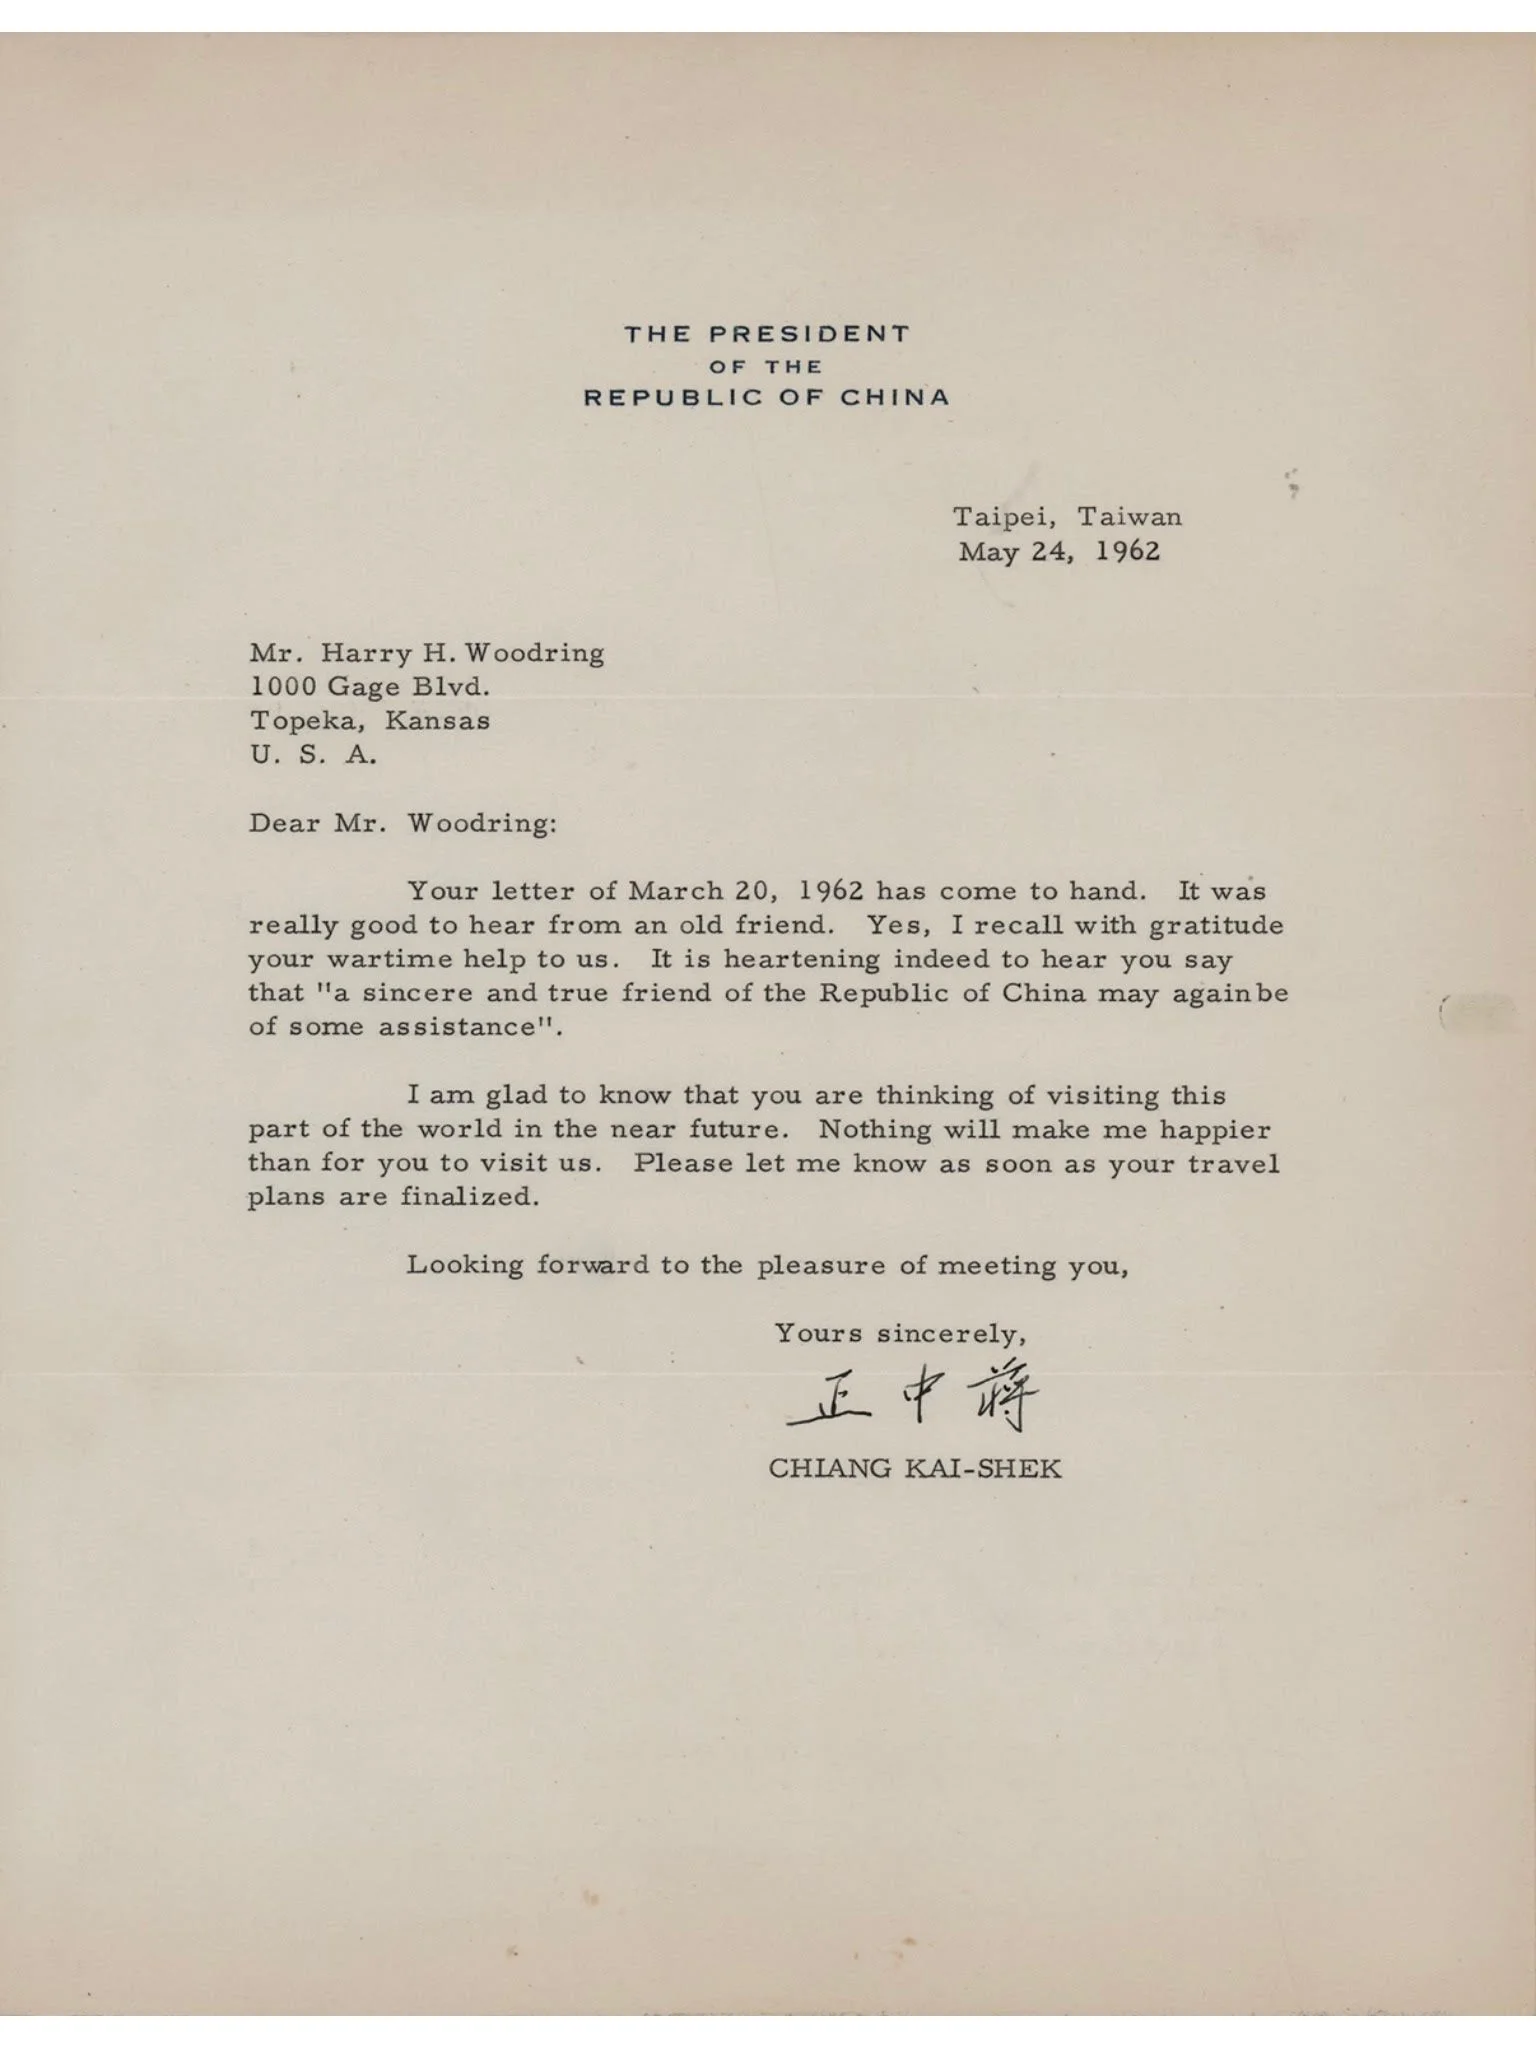 THE PRESIDENT
OF THE
REPUBLIC OF CHINA
Taipei, Taiwan
May 24, 1962
Mr. Harry H. Woodring
1000 Gage Blvd.
Topeka, Kansas
U. S. A.
Dear Mr. Woodring:
Your letter of March 20, 1962 has come to hand. It was
really good to hear from an old friend. Yes, I recall with gratitude
your wartime help to us. It is heartening indeed to hear you say
that "a sincere and true friend of the Republic of China may againbe
of some assistance".
I am glad to know that you are thinking of visiting this
part of the world in the near future. Nothing will make me happier
than for you to visit us. Please let me know as soon as your travel
plans are finalized.
Looking forward to the pleasure of meeting you,
Yours sincerely,
蔣中正
CHIANG KAI-SHEK